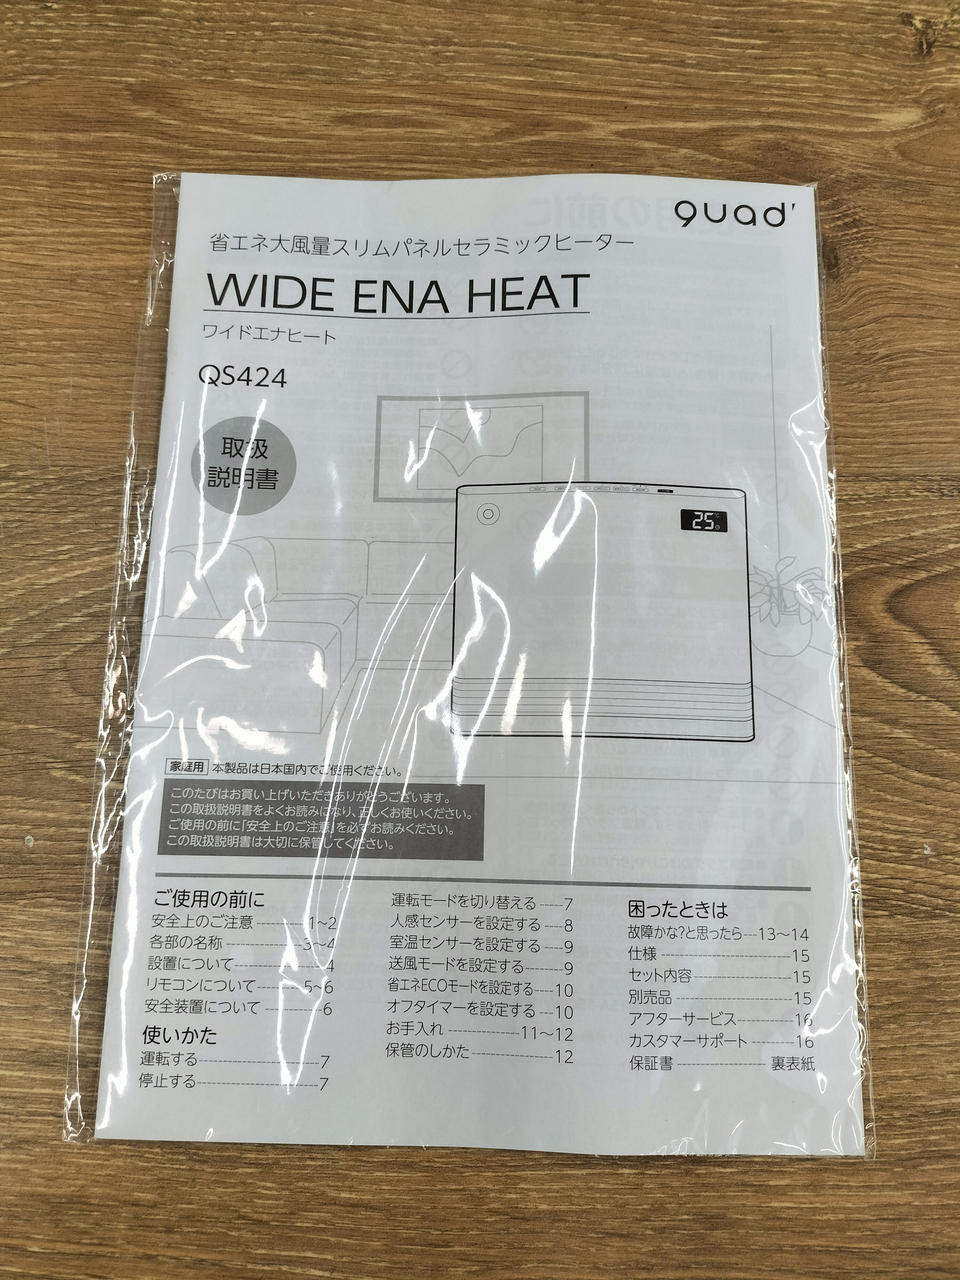 quad'
省エネ大風量スリムパネルセラミックヒーター
WIDE ENA HEAT
ワイドエナヒート
QS424
取扱
説明書
25℃
家庭用 本製品は日本国内でご使用ください。
このたびはお買い上げいただきありがとうございます。
この取扱説明書をよくお読みになり、正しくお使いください。
ご使用の前に「安全上のご注意」を必ずお読みください。
この取扱説明書は大切に保管してください。
ご使用の前に
安全上のご注意 1〜2
各部の名称 3〜4
設置について 4
リモコンについて 5〜6
安全装置について 6
使いかた
運転する 7
停止する 7
運転モードを切り替える 7
人感センサーを設定する 8
室温センサーを設定する 9
送風モードを設定する 9
省エネECOモードを設定する 10
オフタイマーを設定する 10
お手入れ 11〜12
保管のしかた 12
困ったときは
故障かな?と思ったら 13〜14
仕様 15
セット内容 15
別売品 15
アフターサービス 16
カスタマーサポート 16
保証書 裏表紙